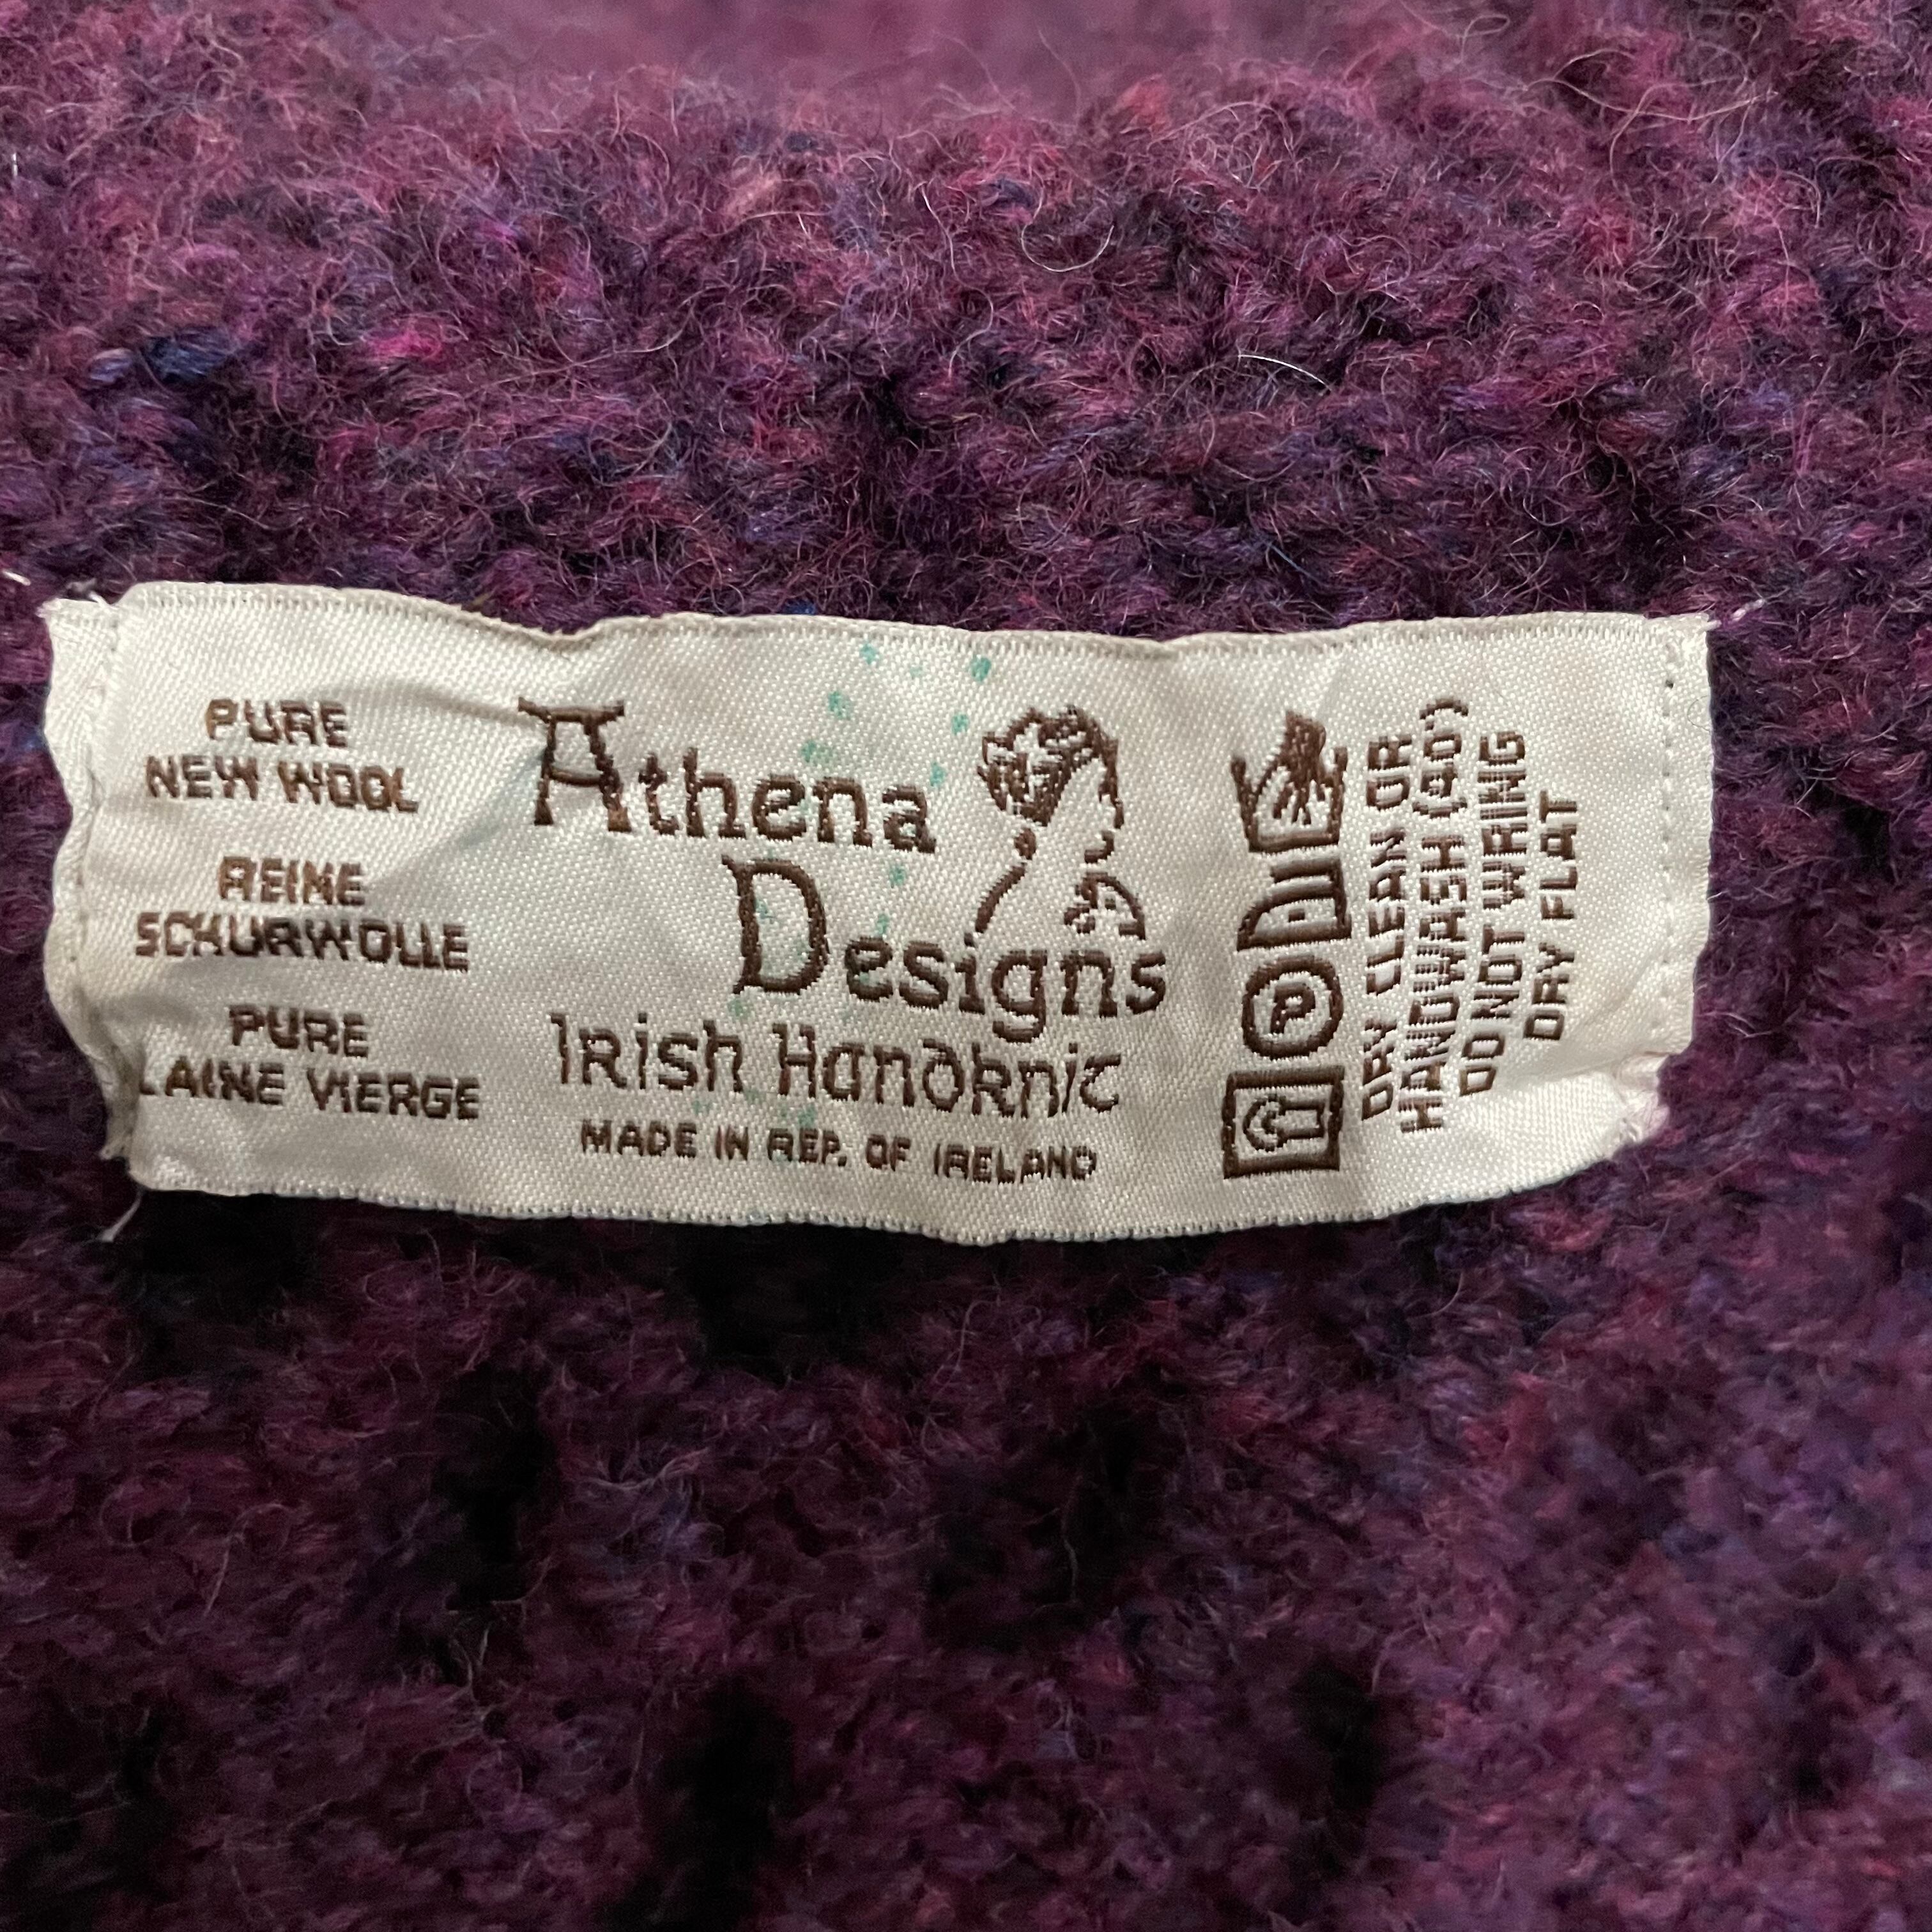 PURE
NEW WOOL
REINE
SCHURWOLLE
PURE
LAINE VIERGE
Athena
Designs
Irish Handknit
MADE IN REP. OF IRELAND
P
DRY CLEAN OR
HANDWASH (40)
DO NOT WRING
DRY FLAT